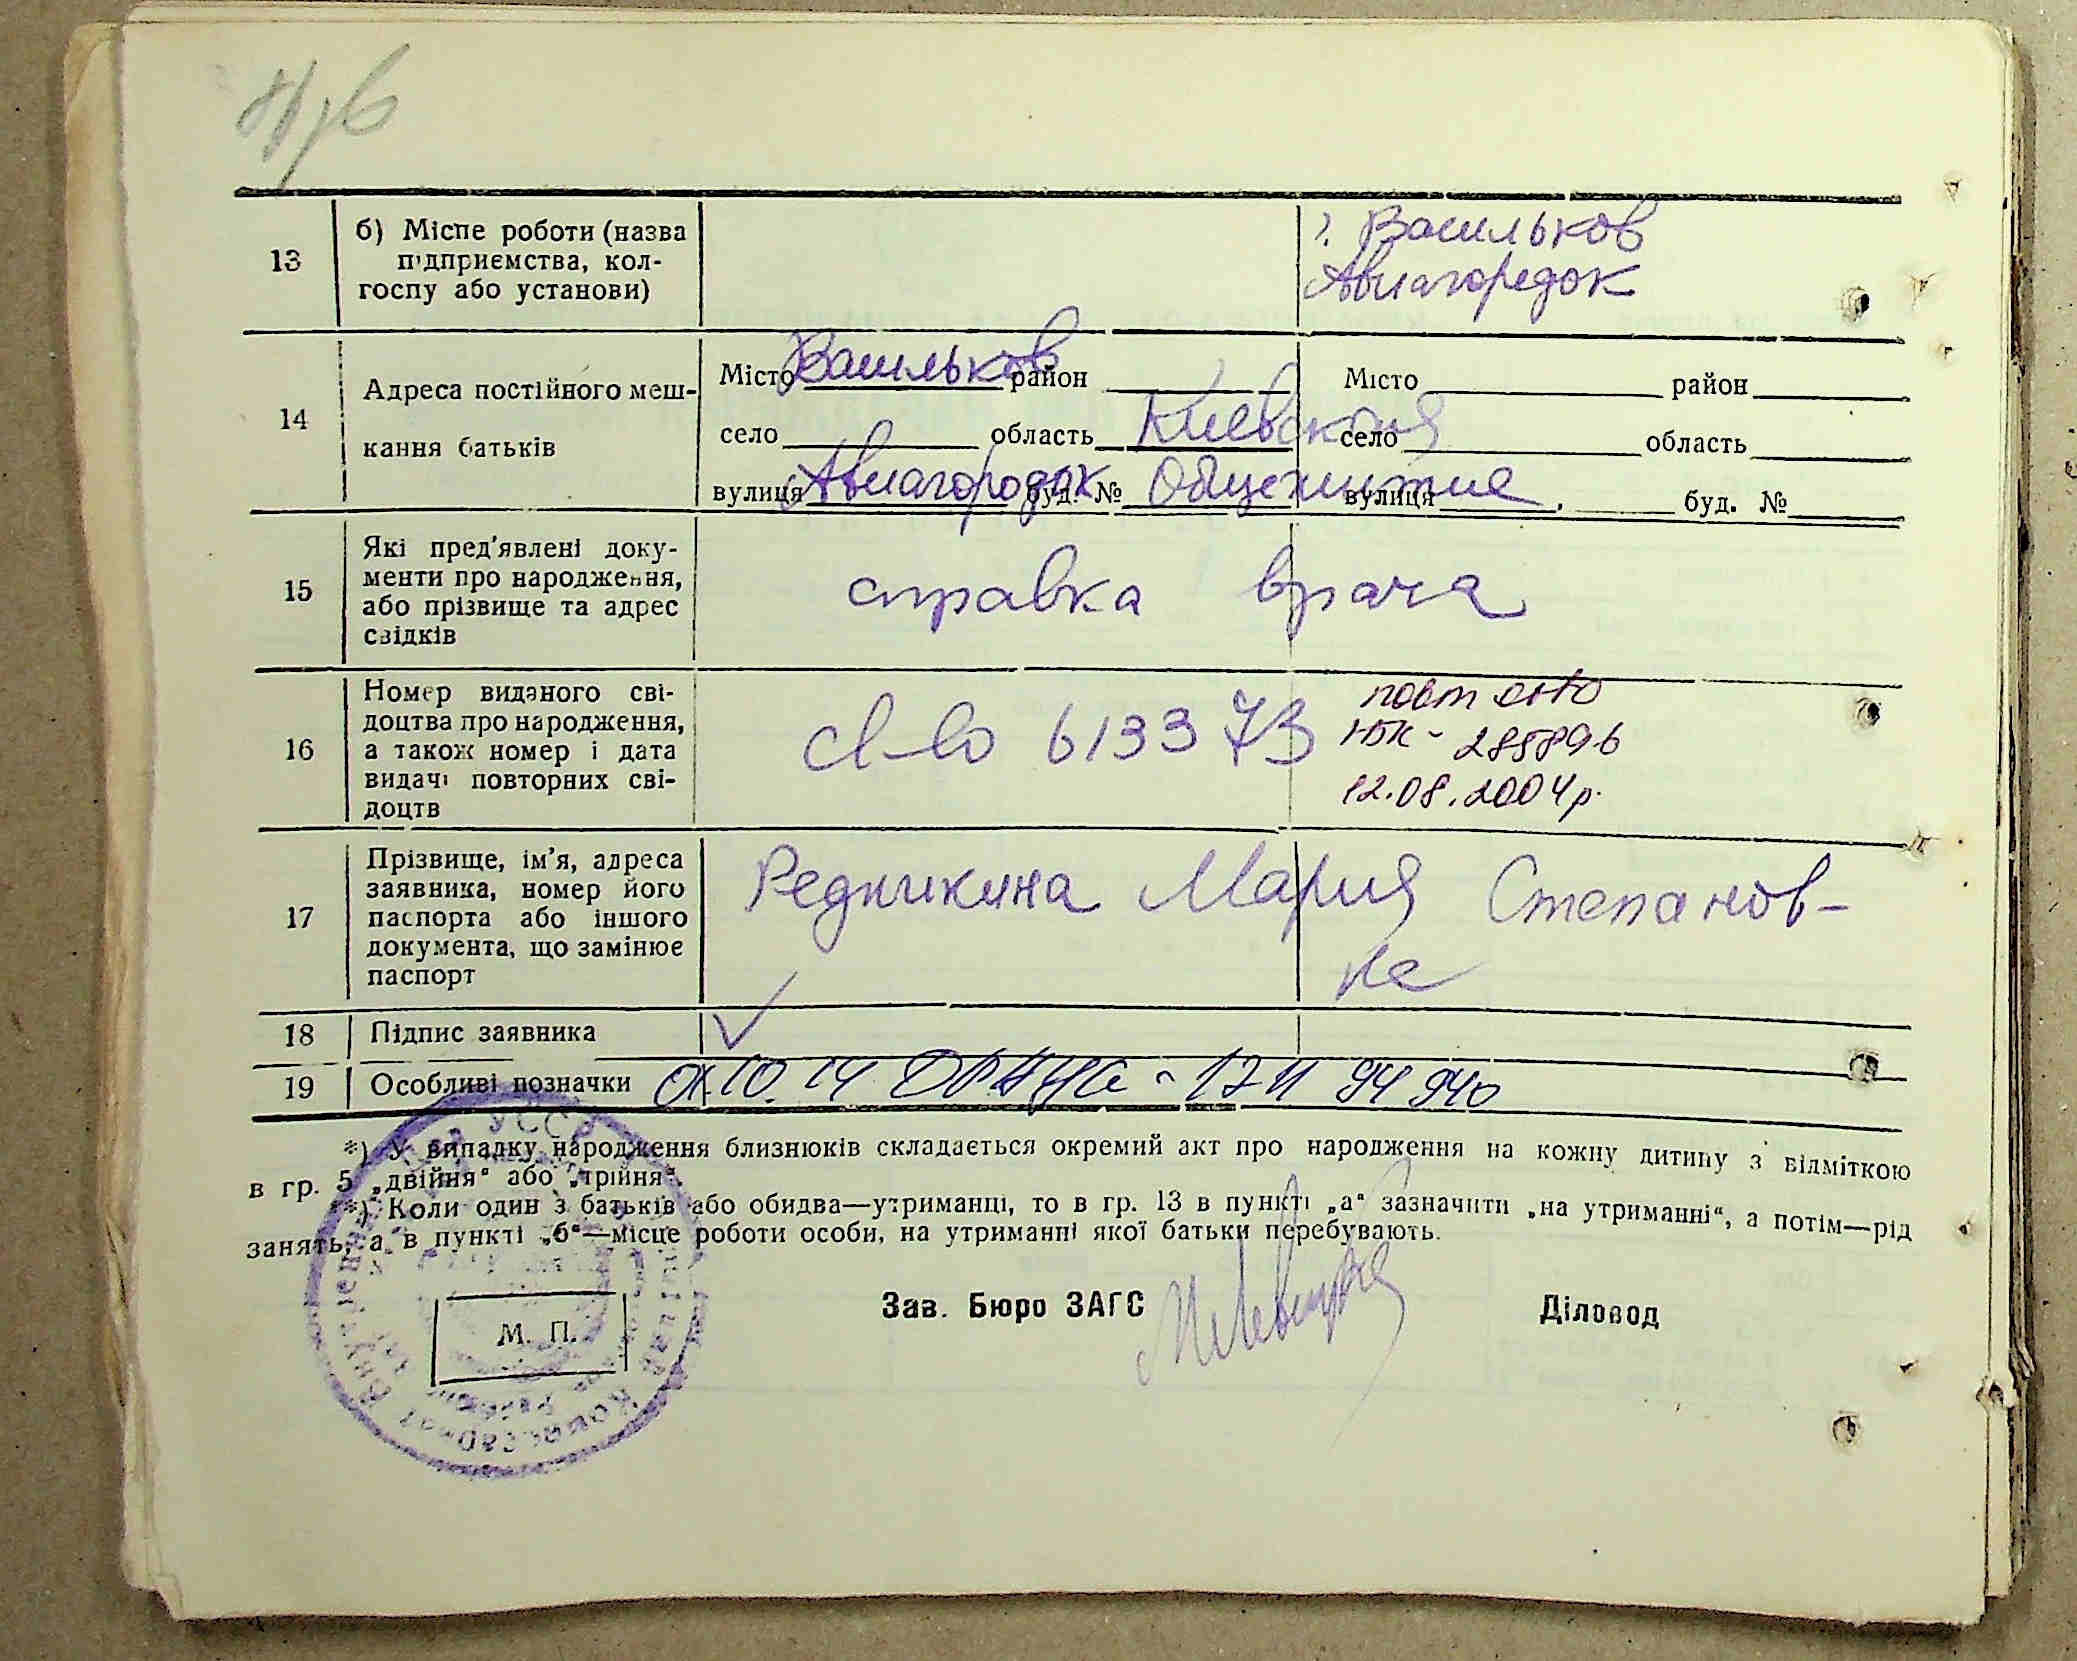 13
б) Місце роботи (назва
підприємства, кол-
госпу або установи)
г. Васильков
Авиагородок
14
Адреса постійного меш-
кання батьків
Місто Васильков район
село область Киевская
вулиця Авиагородок буд. № Общежитие
Місто район
село область
вулиця буд. №
15
Які пред'явлені доку-
менти про народження,
або прізвище та адрес
свідків
справка врача
16
Номер виданого сві-
доцтва про народження,
а також номер і дата
видачі повторних сві-
доцтв
613373
12.08.2004р.
17
Прізвище, ім'я, адреса
заявника, номер його
паспорта або іншого
документа, що замінює
паспорт
Редничкина Мария Степанов-
на
18
Підпис заявника
19
Особливі позначки
*) У випадку народження близнюків складається окремий акт про народження на кожну дитину з відміткою
в гр. 5 „двійня“ або „трійня“.
**) Коли один з батьків або обидва—утриманці, то в гр. 13 в пункті „а“ зазначити „на утриманні“, а потім—рід
занять, а в пункті „б“—місце роботи особи, на утриманні якої батьки перебувають.
М. П.
Зав. Бюро ЗАГС
Діловод